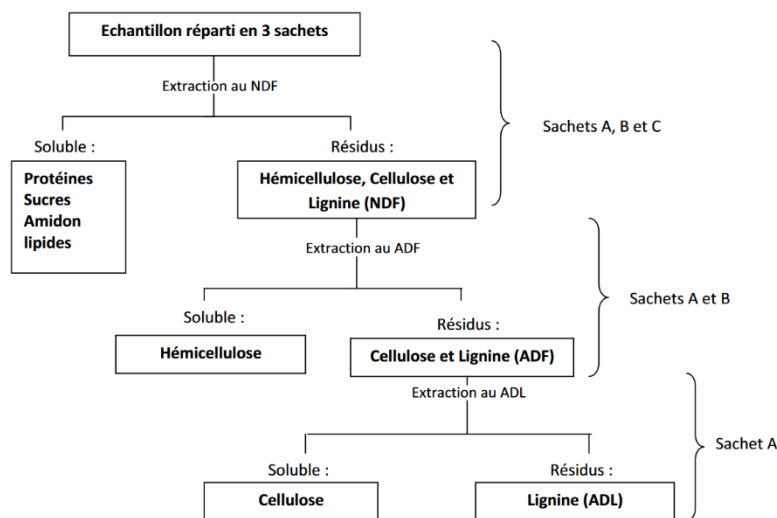 Echantillon réparti en 3 sachets
Extraction au NDF
Sachets A, B et C
Soluble :
Résidus :
Protéines
Sucres
Amidon
lipides
Hémicellulose, Cellulose et
Lignine (NDF)
Extraction au ADF
Sachets A et B
Soluble :
Résidus :
Hémicellulose
Cellulose et Lignine (ADF)
Extraction au ADL
Sachet A
Soluble :
Résidus :
Cellulose
Lignine (ADL)